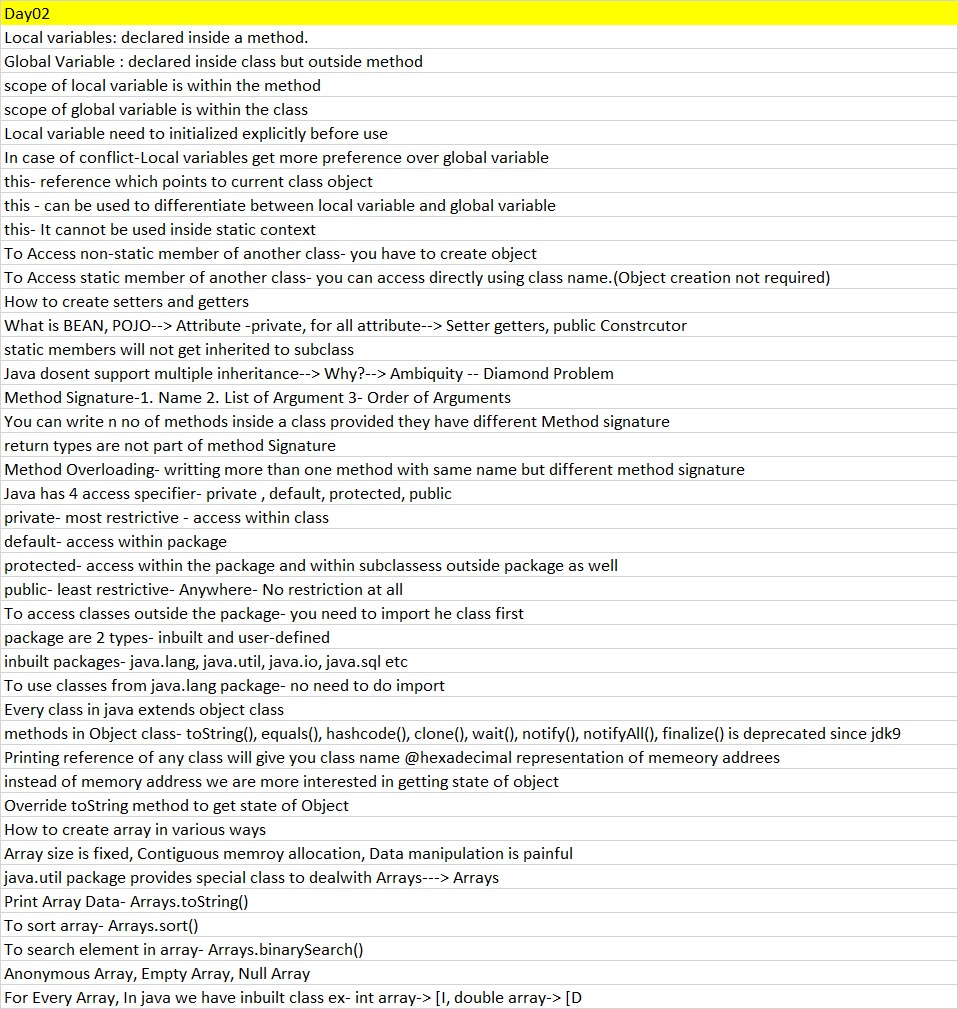 Day02
Local variables: declared inside a method.
Global Variable : declared inside class but outside method
scope of local variable is within the method
scope of global variable is within the class
Local variable need to initialized explicitly before use
In case of conflict-Local variables get more preference over global variable
this- reference which points to current class object
this - can be used to differentiate between local variable and global variable
this- It cannot be used inside static context
To Access non-static member of another class- you have to create object
To Access static member of another class- you can access directly using class name.(Object creation not required)
How to create setters and getters
What is BEAN, POJO--> Attribute -private, for all attribute--> Setter getters, public Constrcutor
static members will not get inherited to subclass
Java dosent support multiple inheritance--> Why?--> Ambiquity -- Diamond Problem
Method Signature-1. Name 2. List of Argument 3- Order of Arguments
You can write n no of methods inside a class provided they have different Method signature
return types are not part of method Signature
Method Overloading- writting more than one method with same name but different method signature
Java has 4 access specifier- private , default, protected, public
private- most restrictive - access within class
default- access within package
protected- access within the package and within subclassess outside package as well
public- least restrictive- Anywhere- No restriction at all
To access classes outside the package- you need to import he class first
package are 2 types- inbuilt and user-defined
inbuilt packages- java.lang, java.util, java.io, java.sql etc
To use classes from java.lang package- no need to do import
Every class in java extends object class
methods in Object class- toString(), equals(), hashcode(), clone(), wait(), notify(), notifyAll(), finalize() is deprecated since jdk9
Printing reference of any class will give you class name @hexadecimal representation of memeory addrees
instead of memory address we are more interested in getting state of object
Override toString method to get state of Object
How to create array in various ways
Array size is fixed, Contiguous memroy allocation, Data manipulation is painful
java.util package provides special class to dealwith Arrays---> Arrays
Print Array Data- Arrays.toString()
To sort array- Arrays.sort()
To search element in array- Arrays.binarySearch()
Anonymous Array, Empty Array, Null Array
For Every Array, In java we have inbuilt class ex- int array-> [I, double array-> [D